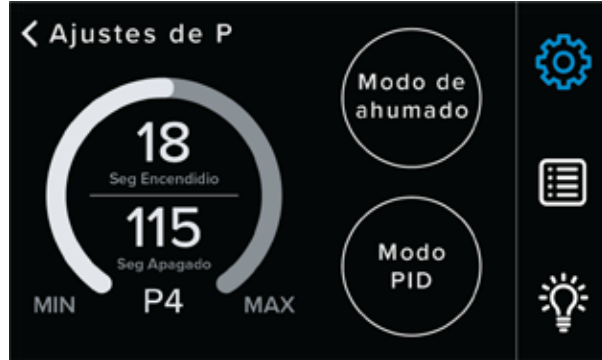 Ajustes de P
18
Seg Encendidio
115
Seg Apagado
MIN
P4
MAX
Modo de
ahumado
Modo
PID